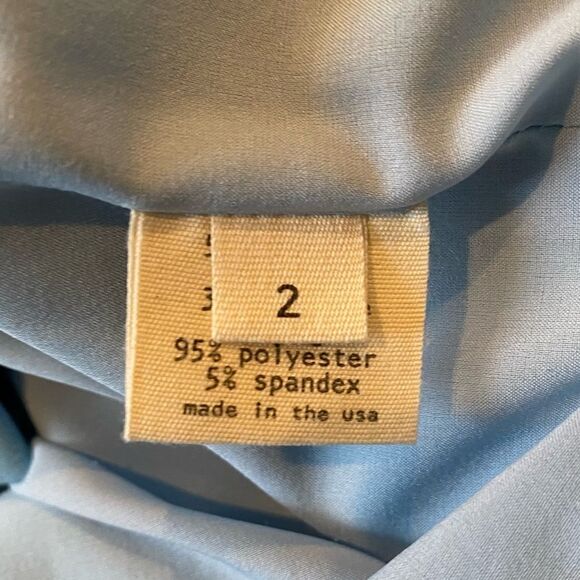 2
95% polyester
5% spandex
made in the usa